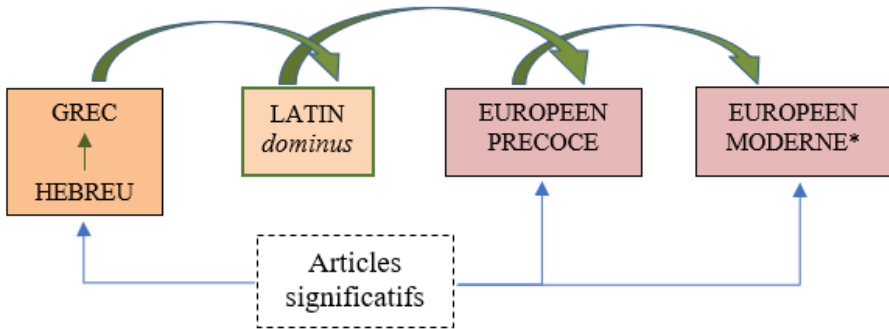 GREC
HEBREU
LATIN
dominus
EUROPEEN
PRECOCE
EUROPEEN
MODERNE*
Articles
significatifs